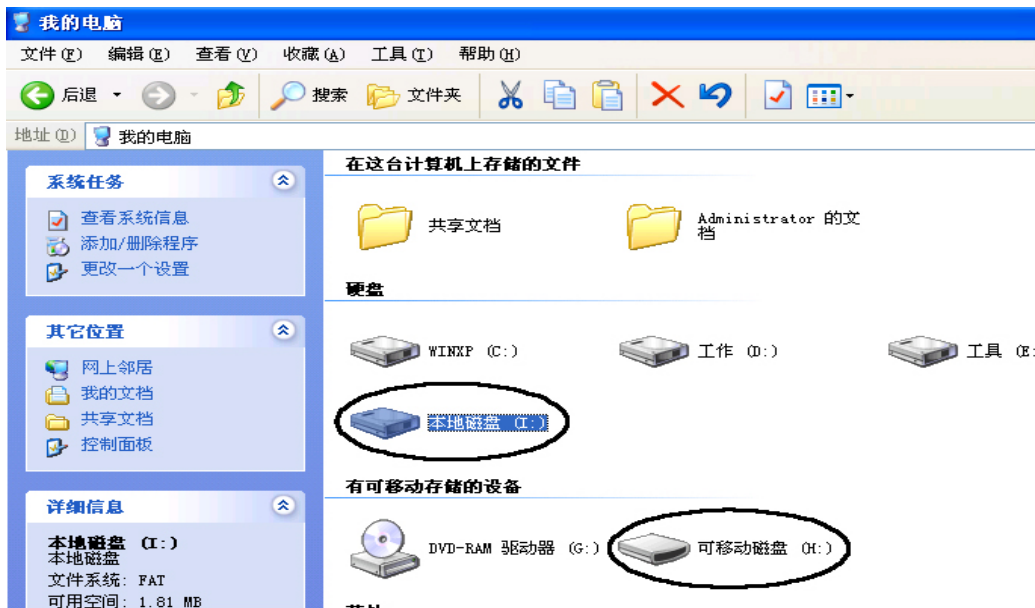 我的电脑
文件(F) 编辑(E) 查看(V) 收藏(A) 工具(T) 帮助(H)
后退 搜索 文件夹
地址(D) 我的电脑
系统任务
查看系统信息
添加/删除程序
更改一个设置
其它位置
网上邻居
我的文档
共享文档
控制面板
详细信息
本地磁盘 (I:)
本地磁盘
文件系统: FAT
可用空间: 1.81 MB
在这台计算机上存储的文件
共享文档
Administrator 的文
档
硬盘
WINXP (C:) 工作 (D:) 工具 (E:
本地磁盘 (I:)
有可移动存储的设备
DVD-RAM 驱动器 (G:) 可移动磁盘 (H:)